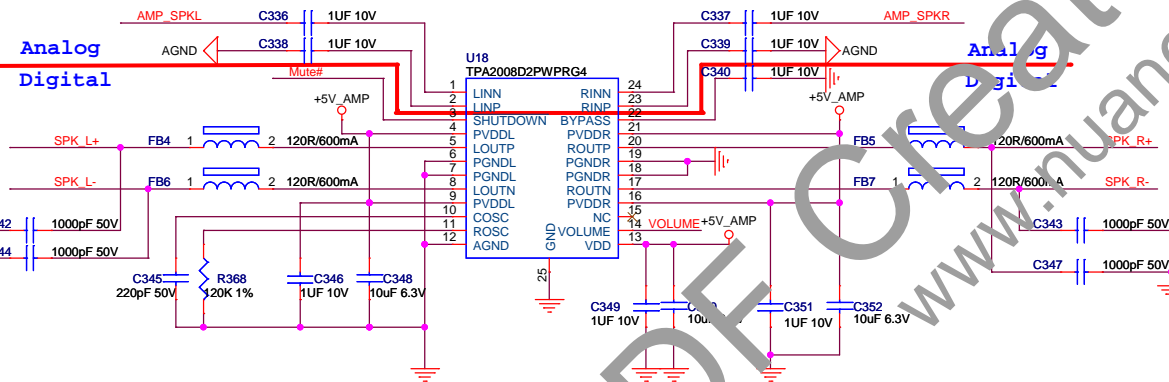 AMP_SPKL C336 1UF 10V C337 1UF 10V AMP_SPKR
Analog AGND C338 1UF 10V C339 1UF 10V AGND Analog
Digital Mute# U18 C340 1UF 10V
TPA2008D2PWPRG4
+5V_AMP +5V_AMP
1 LINN RINN 24
2 LINP RINP 23
3 SHUTDOWN BYPASS 22
4 PVDDL PVDDR 21
SPK_L+ FB4 1 2 120R/600mA 5 LOUTP ROUTP 20 FB5 120R/600mA SPK_R+
6 PGNDL PGNDR 19
7 PGNDL PGNDR 18
SPK_L- FB6 1 2 120R/600mA 8 LOUTN ROUTN 17 FB7 1 2 120R/600mA SPK_R-
9 PVDDL PVDDR 16
10 COSC NC 15
11 ROSC VOLUME 14 VOLUME +5V_AMP
12 AGND GND VDD 13
42 1000pF 50V C343 1000pF 50V
44 1000pF 50V C347 1000pF 50V
25
C345 R368 C346 C348
220pF 50V 120K 1% 1UF 10V 10uF 6.3V
C349 C351 C352
1UF 10V 1UF 10V 10uF 6.3V
PDF Creat
www.nuanc